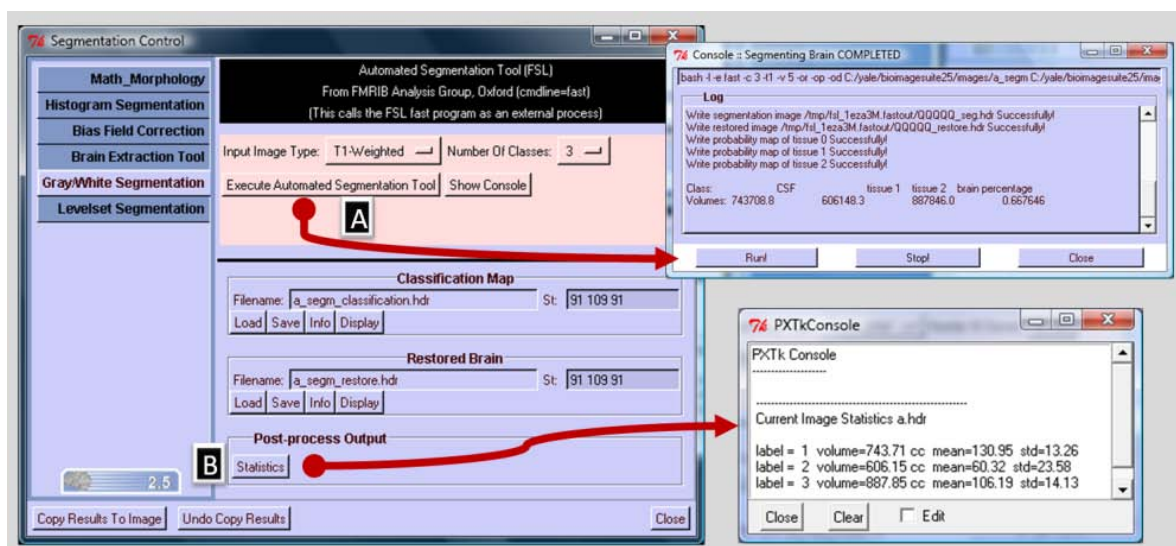 Segmentation Control
Math_Morphology
Histogram Segmentation
Bias Field Correction
Brain Extraction Tool
Gray/White Segmentation
Levelset Segmentation
2.5
Automated Segmentation Tool (FSL)
From FMRIB Analysis Group, Oxford (cmdline=fast)
(This calls the FSL fast program as an external process)
Input Image Type: T1-Weighted Number Of Classes: 3
Execute Automated Segmentation Tool Show Console
A
Classification Map
Filename: a_segm_classification.hdr St: 91 109 91
Load Save Info Display
Restored Brain
Filename: a_segm_restore.hdr St: 91 109 91
Load Save Info Display
Post-process Output
B
Statistics
Copy Results To Image Undo Copy Results Close
Console :: Segmenting Brain COMPLETED
bash -l -e fast -c 3 -t1 -v 5 -or -op -od C:/yale/bioimagesuite25/images/a_segm C:/yale/bioimagesuite25/ima
Log
Write segmentation image /tmp/fsl_1eza3M.fastout/QQQQQ_seg.hdr Successfully!
Write restored image /tmp/fsl_1eza3M.fastout/QQQQQ_restore.hdr Successfully!
Write probability map of tissue 0 Successfully!
Write probability map of tissue 1 Successfully!
Write probability map of tissue 2 Successfully!
Class: CSF tissue 1 tissue 2 brain percentage
Volumes: 743708.8 606148.3 887846.0 0.667646
Run! Stop! Close
PXTkConsole
PXTk Console
--------------------
------------------------------------------------------
Current Image Statistics a.hdr
label = 1 volume=743.71 cc mean=130.95 std=13.26
label = 2 volume=606.15 cc mean=60.32 std=23.58
label = 3 volume=887.85 cc mean=106.19 std=14.13
Close Clear Edit